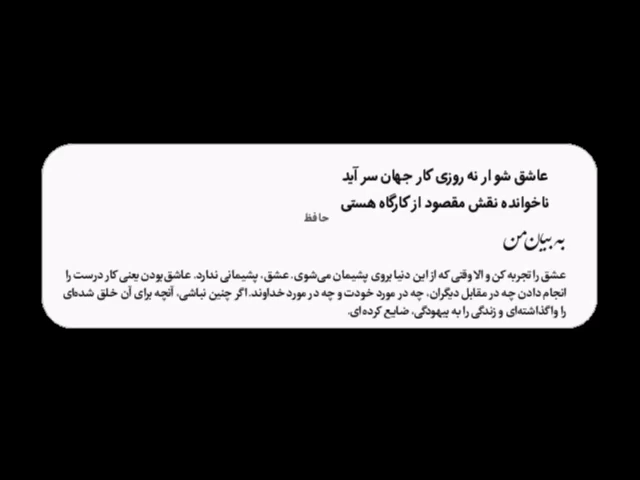 عاشق شو ار نه روزی کار جهان سر آید
ناخوانده نقش مقصود از کارگاه هستی
حافظ
به بیان من
عشق را تجربه کن و الا وقتی که از این دنیا بروی پشیمان می‌شوی. عشق، پشیمانی ندارد. عاشق بودن یعنی کار درست را
انجام دادن چه در مقابل دیگران، چه در مورد خودت و چه در مورد خداوند. اگر چنین نباشی، آنچه برای آن خلق شده‌ای
را واگذاشته‌ای و زندگی را به بیهودگی، ضایع کرده‌ای.